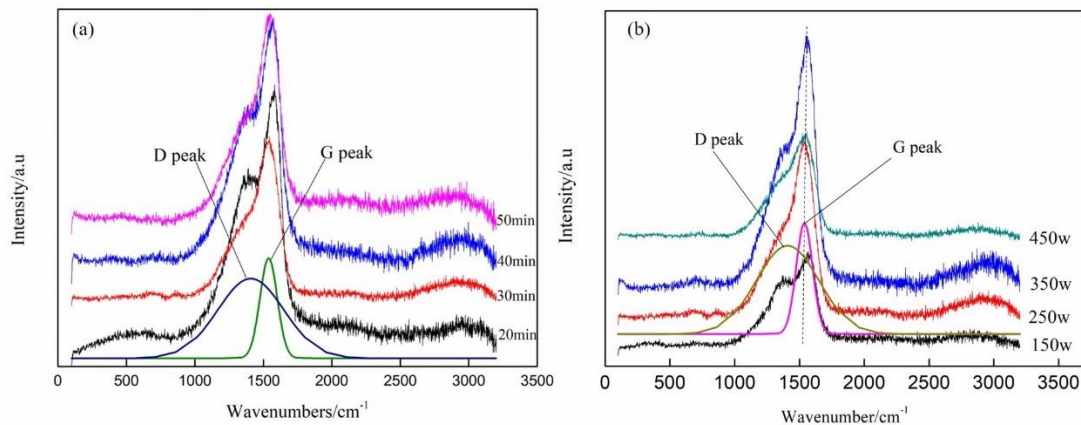 (a)
D peak
G peak
50min
40min
30min
20min
Intensity/a.u
0 500 1000 1500 2000 2500 3000 3500
Wavenumbers/cm⁻¹
(b)
D peak
G peak
450w
350w
250w
150w
Intensity/a.u
0 500 1000 1500 2000 2500 3000 3500
Wavenumber/cm⁻¹